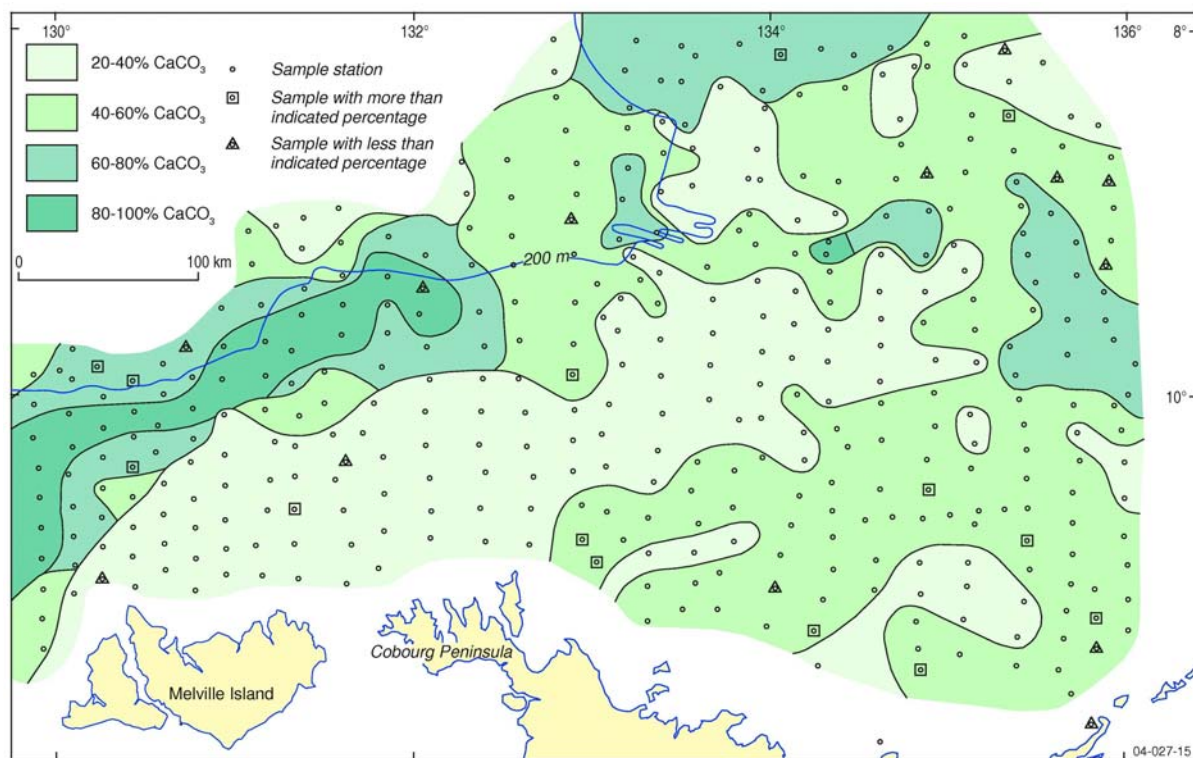 130°
132°
134°
136°
8°
20-40% CaCO₃
40-60% CaCO₃
60-80% CaCO₃
80-100% CaCO₃
Sample station
Sample with more than
indicated percentage
Sample with less than
indicated percentage
0
100 km
200 m
10°
Cobourg Peninsula
Melville Island
04-027-15